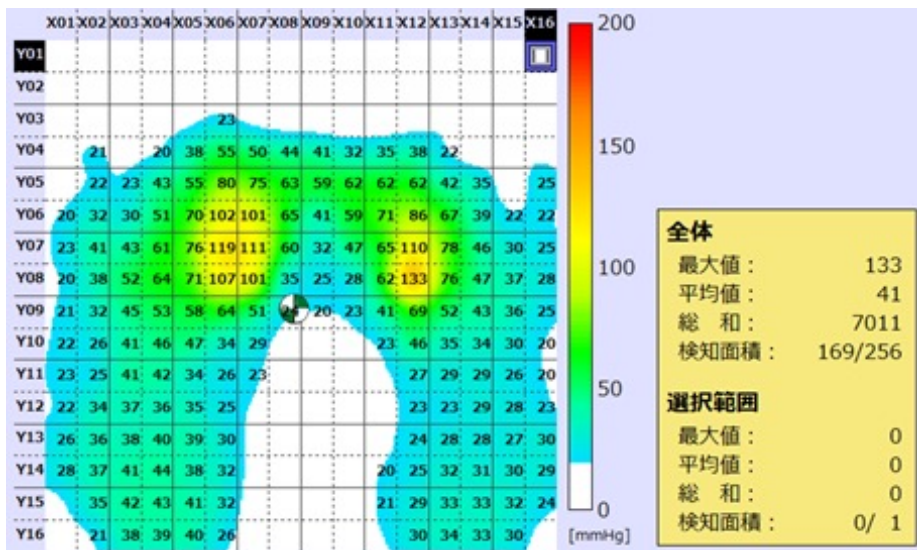 X01 X02 X03 X04 X05 X06 X07 X08 X09 X10 X11 X12 X13 X14 X15 X16
Y01
Y02
Y03 23
Y04 21 20 38 55 50 44 41 32 35 38 22
Y05 22 23 43 55 80 75 63 59 62 62 62 42 35 25
Y06 20 32 30 51 70 102 101 65 41 59 71 86 67 39 22 22
Y07 23 41 43 61 76 119 111 60 32 47 65 110 78 46 30 25
Y08 20 38 52 64 71 107 101 35 25 28 62 133 76 47 37 28
Y09 21 32 45 53 58 64 51 20 23 41 69 52 43 36 25
Y10 22 26 41 46 47 34 29 23 46 35 34 30 20
Y11 23 25 41 42 34 26 23 27 29 29 26 20
Y12 22 34 37 36 35 25 23 23 29 28 23
Y13 26 36 38 40 39 30 24 28 28 27 30
Y14 28 37 41 44 38 32 20 25 32 31 30 29
Y15 35 42 43 41 32 21 29 33 33 32 24
Y16 21 38 39 40 26 30 34 33 30
200
150
100
50
0
[mmHg]
全体
最大値： 133
平均値： 41
総 和： 7011
検知面積： 169/256
選択範囲
最大値： 0
平均値： 0
総 和： 0
検知面積： 0/ 1